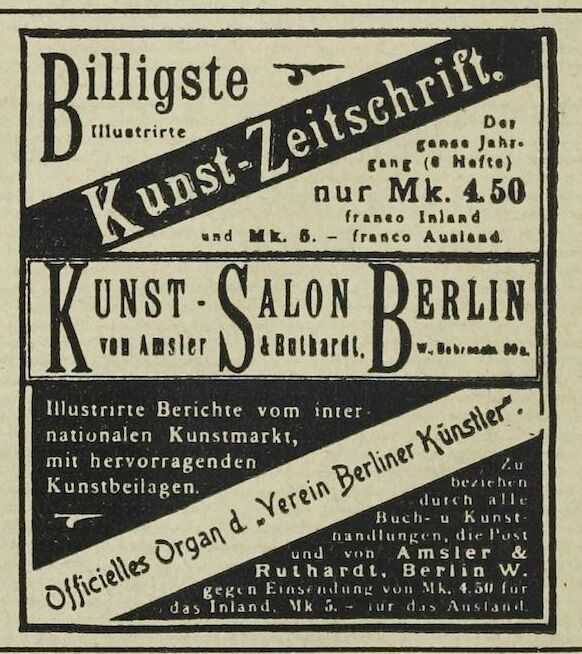 Billigste
Illustrirte
Kunst-Zeitschrift.
Der
ganze Jahr-
gang (6 Hefte)
nur Mk. 4.50
franco Inland
und Mk. 5. – franco Ausland.
KUNST-SALON BERLIN
von Amsler & Ruthardt,
Illustrirte Berichte vom inter-
nationalen Kunstmarkt,
mit hervorragenden
Kunstbeilagen.
Officielles Organ d. „Verein Berliner Künstler“.
Zu
beziehen
durch alle
Buch- u Kunst-
handlungen, die Post
und von Amsler &
Ruthardt, Berlin W.
gegen Einsendung von Mk. 4.50 für
das Inland, Mk 5. – für das Ausland.